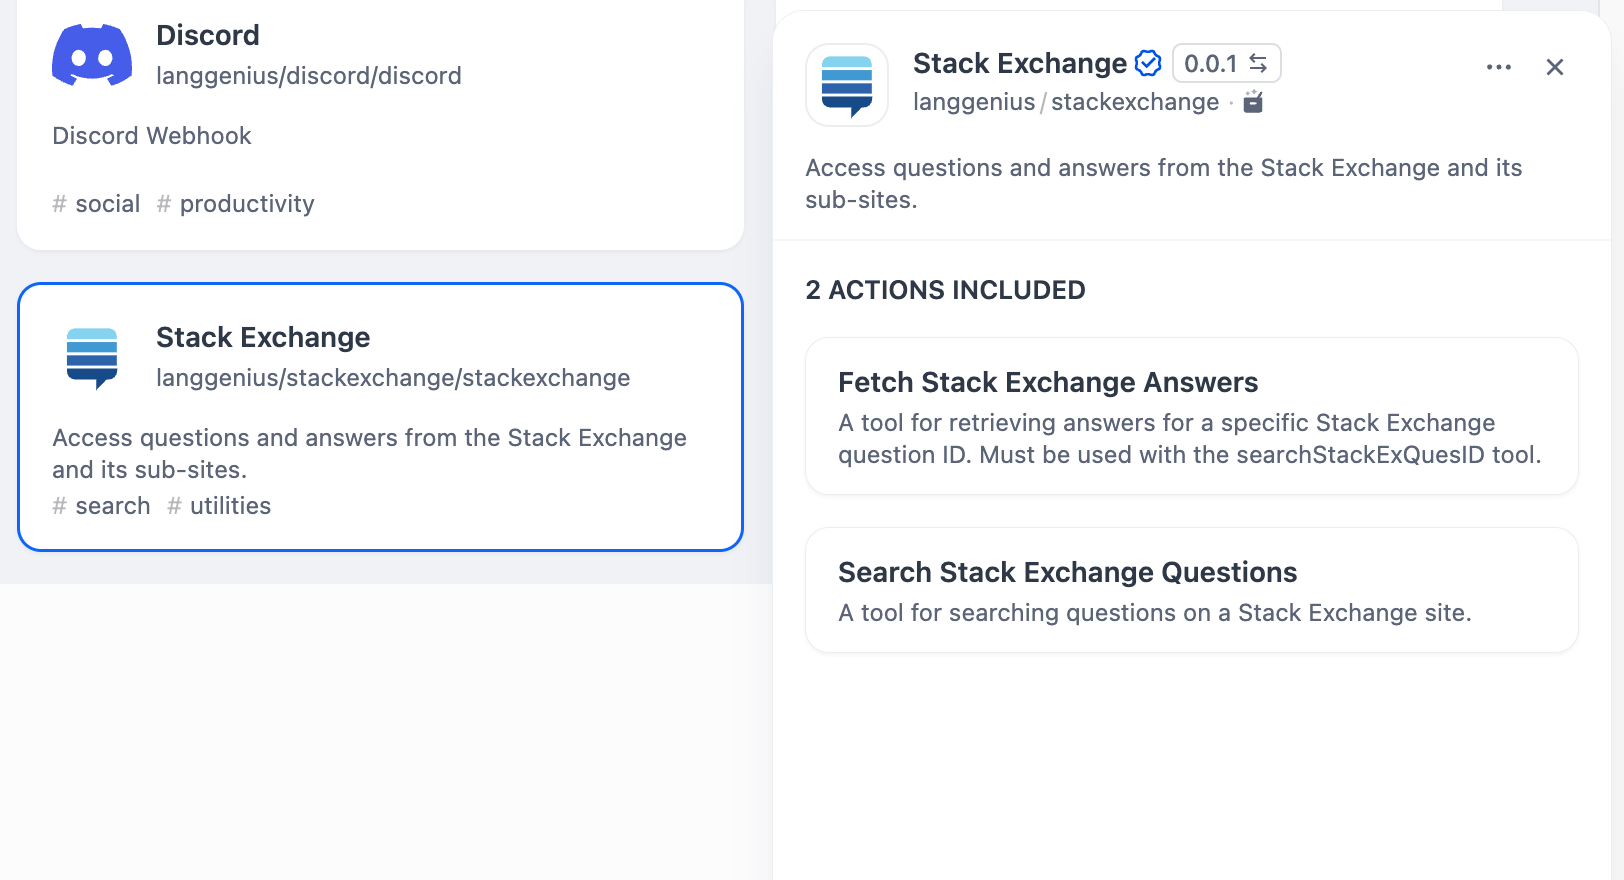 Discord
langgenius/discord/discord
Discord Webhook
# social # productivity
Stack Exchange
langgenius/stackexchange/stackexchange
Access questions and answers from the Stack Exchange
and its sub-sites.
# search # utilities
Stack Exchange 0.0.1
langgenius / stackexchange ·
Access questions and answers from the Stack Exchange and its
sub-sites.
2 ACTIONS INCLUDED
Fetch Stack Exchange Answers
A tool for retrieving answers for a specific Stack Exchange
question ID. Must be used with the searchStackExQuesID tool.
Search Stack Exchange Questions
A tool for searching questions on a Stack Exchange site.